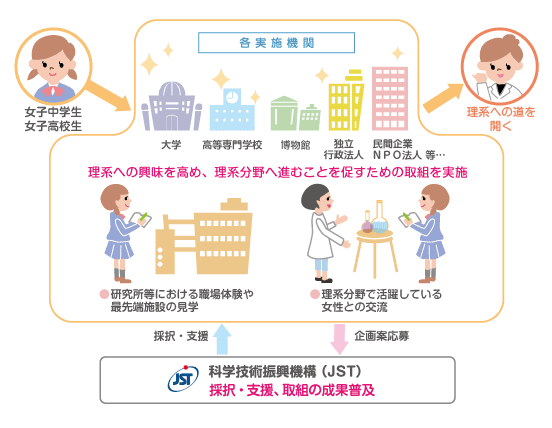 各実施機関
女子中学生
女子高校生
理系への道を
開く
大学
高等専門学校
博物館
独立
行政法人
民間企業
NPO法人 等…
理系への興味を高め、理系分野へ進むことを促すための取組を実施
●研究所等における職場体験や
最先端施設の見学
●理系分野で活躍している
女性との交流
採択・支援
企画案応募
JST
科学技術振興機構（JST）
採択・支援、取組の成果普及